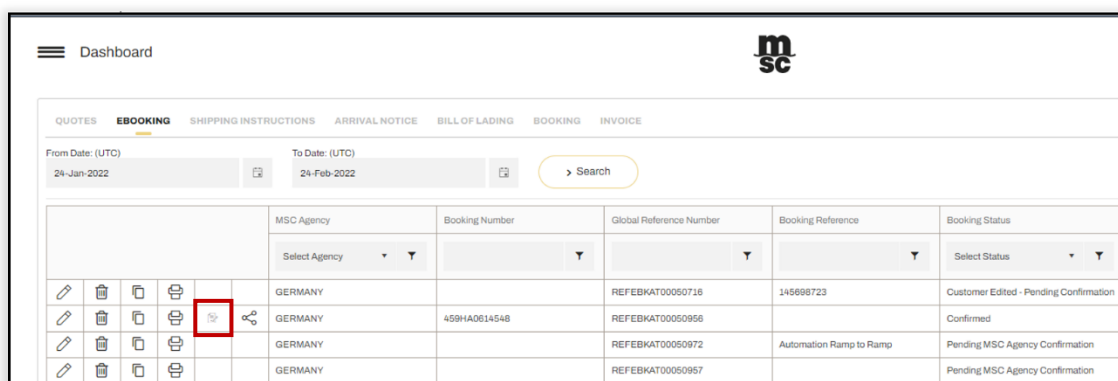 Dashboard
msc
QUOTES EBOOKING SHIPPING INSTRUCTIONS ARRIVAL NOTICE BILL OF LADING BOOKING INVOICE
From Date: (UTC) To Date: (UTC)
24-Jan-2022 24-Feb-2022 > Search
MSC Agency Booking Number Global Reference Number Booking Reference Booking Status
Select Agency Select Status
GERMANY REFEBKAT00050716 145698723 Customer Edited - Pending Confirmation
GERMANY 459HA0614548 REFEBKAT00050956 Confirmed
GERMANY REFEBKAT00050972 Automation Ramp to Ramp Pending MSC Agency Confirmation
GERMANY REFEBKAT00050957 Pending MSC Agency Confirmation